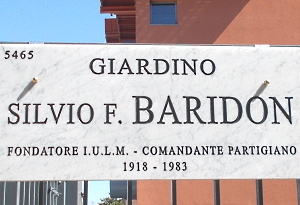 5465
GIARDINO
SILVIO F. BARIDON
FONDATORE I.U.L.M. - COMANDANTE PARTIGIANO
1918 - 1983